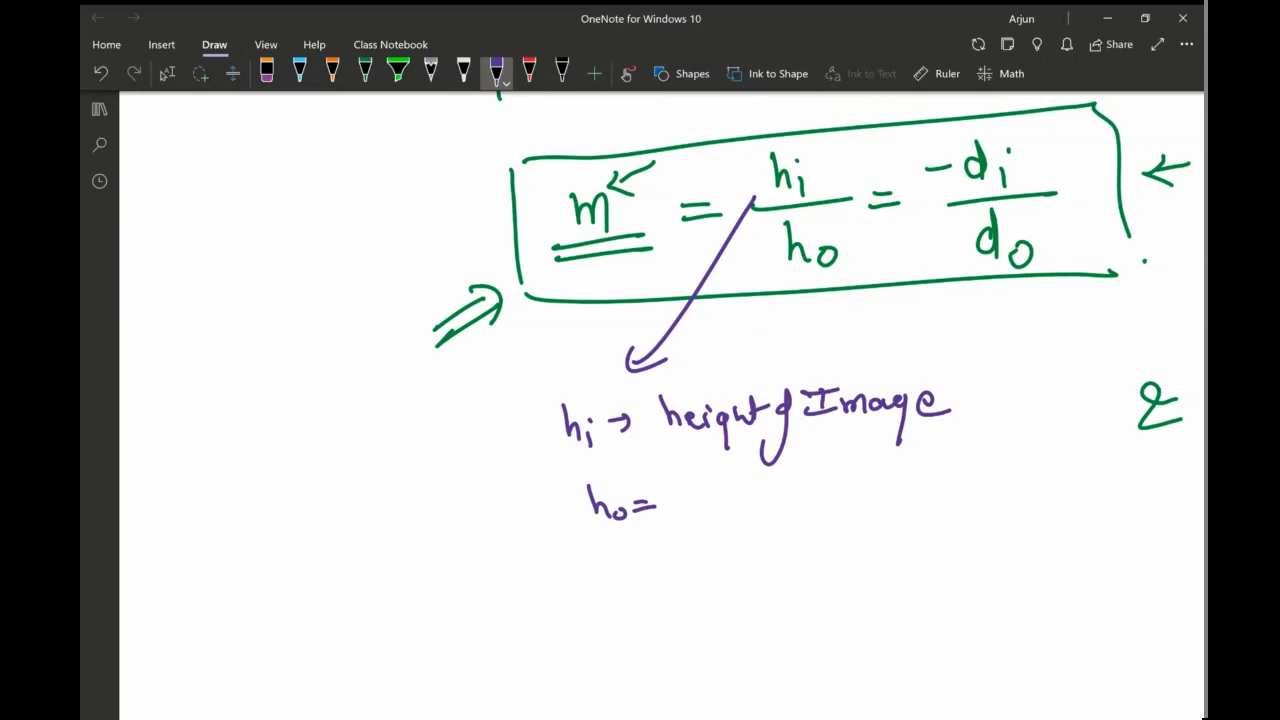 OneNote for Windows 10
Arjun
Home Insert Draw View Help Class Notebook
Share
Shapes Ink to Shape Ink to Text Ruler Math
m = hi/ho = -di/do
hi → height of Image
ho =